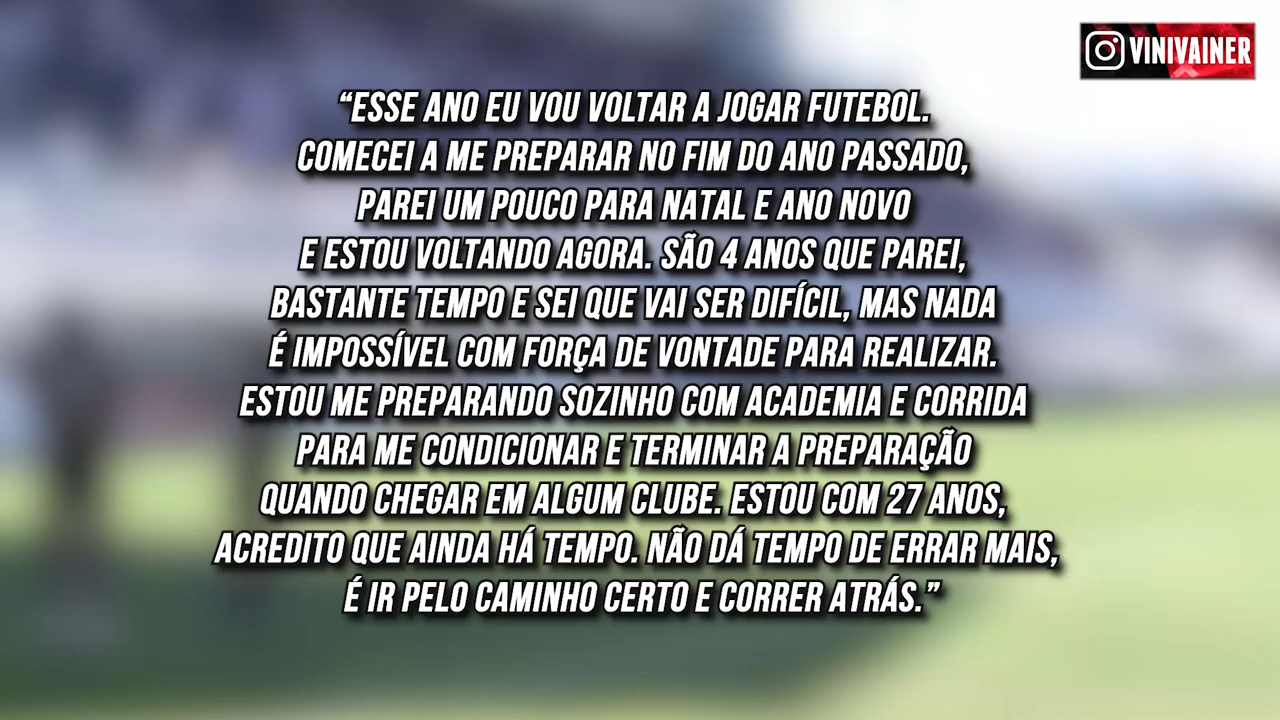 VINIVAINER
“ESSE ANO EU VOU VOLTAR A JOGAR FUTEBOL.
COMECEI A ME PREPARAR NO FIM DO ANO PASSADO,
PAREI UM POUCO PARA NATAL E ANO NOVO
E ESTOU VOLTANDO AGORA. SÃO 4 ANOS QUE PAREI,
BASTANTE TEMPO E SEI QUE VAI SER DIFÍCIL, MAS NADA
É IMPOSSÍVEL COM FORÇA DE VONTADE PARA REALIZAR.
ESTOU ME PREPARANDO SOZINHO COM ACADEMIA E CORRIDA
PARA ME CONDICIONAR E TERMINAR A PREPARAÇÃO
QUANDO CHEGAR EM ALGUM CLUBE. ESTOU COM 27 ANOS,
ACREDITO QUE AINDA HÁ TEMPO. NÃO DÁ TEMPO DE ERRAR MAIS,
É IR PELO CAMINHO CERTO E CORRER ATRÁS.”